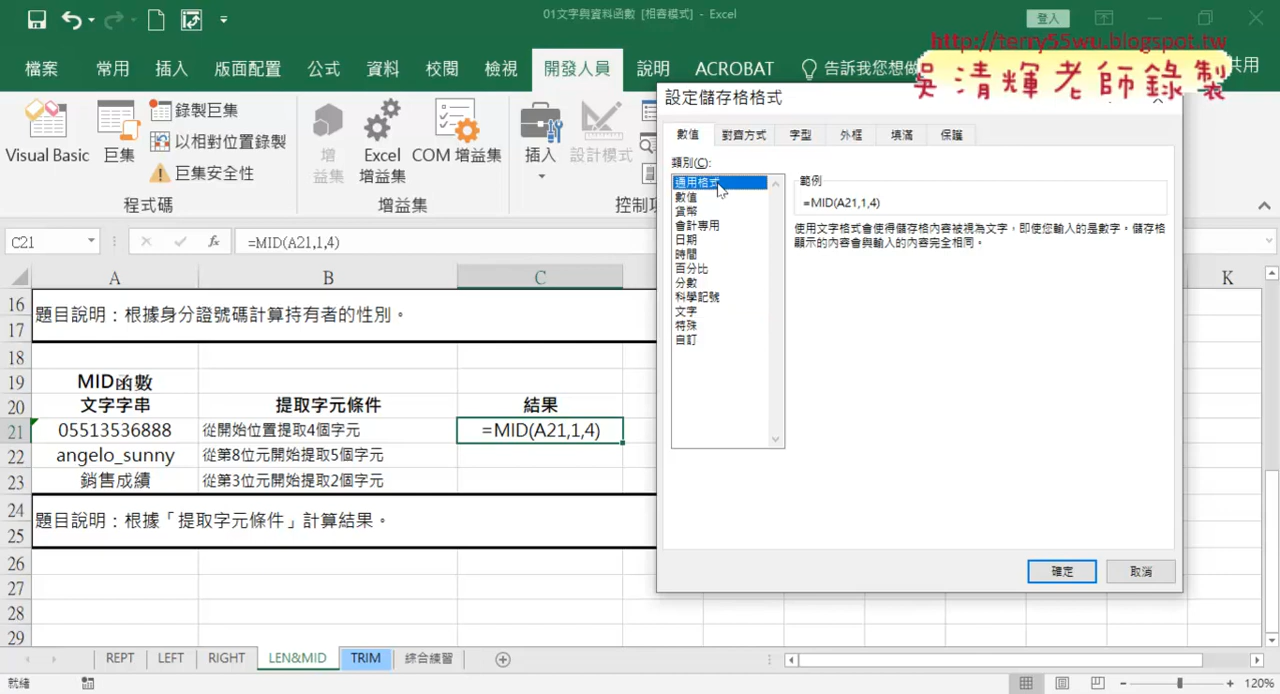 01文字與資料函數 [相容模式] - Excel
登入
http://terry55wu.blogspot.tw
吳清輝老師錄製
檔案 常用 插入 版面配置 公式 資料 校閱 檢視 開發人員 說明 ACROBAT 告訴我您想做 共用
Visual Basic
巨集
錄製巨集
以相對位置錄製
巨集安全性
程式碼
增益集
Excel 增益集
COM 增益集
增益集
插入
設計模式
控制項
C21
fx
=MID(A21,1,4)
A B C K
16 題目說明：根據身分證號碼計算持有者的性別。
17
18
19 MID函數
20 文字字串 提取字元條件 結果
21 05513536888 從開始位置提取4個字元 =MID(A21,1,4)
22 angelo_sunny 從第8位元開始提取5個字元
23 銷售成績 從第3位元開始提取2個字元
24 題目說明：根據「提取字元條件」計算結果。
25
26
27
28
29
設定儲存格格式
數值 對齊方式 字型 外框 填滿 保護
類別(C):
通用格式
數值
貨幣
會計專用
日期
時間
百分比
分數
科學記號
文字
特殊
自訂
範例
=MID(A21,1,4)
使用文字格式會使得儲存格內容被視為文字，即使您輸入的是數字。儲存格
顯示的內容會與輸入的內容完全相同。
確定 取消
REPT LEFT RIGHT LEN&MID TRIM 綜合練習
就緒
120%